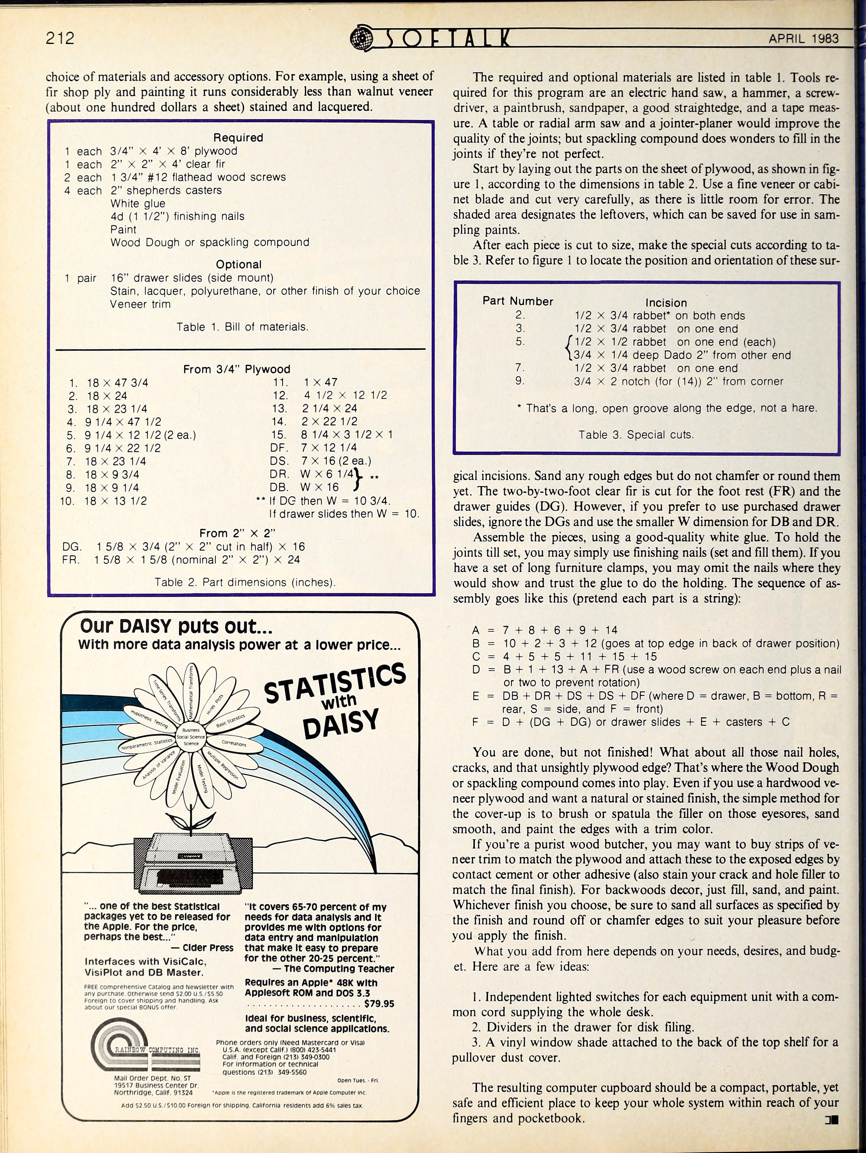 212
SOFTALK
APRIL 1983
choice of materials and accessory options. For example, using a sheet of
fir shop ply and painting it runs considerably less than walnut veneer
(about one hundred dollars a sheet) stained and lacquered.
Required
1 each 3/4" × 4' × 8' plywood
1 each 2" × 2" × 4' clear fir
2 each 1 3/4" #12 flathead wood screws
4 each 2" shepherds casters
White glue
4d (1 1/2") finishing nails
Paint
Wood Dough or spackling compound
Optional
1 pair 16" drawer slides (side mount)
Stain, lacquer, polyurethane, or other finish of your choice
Veneer trim
Table 1. Bill of materials.
From 3/4" Plywood
1. 18 × 47 3/4
2. 18 × 24
3. 18 × 23 1/4
4. 9 1/4 × 47 1/2
5. 9 1/4 × 12 1/2 (2 ea.)
6. 9 1/4 × 22 1/2
7. 18 × 23 1/4
8. 18 × 9 3/4
9. 18 × 9 1/4
10. 18 × 13 1/2
11. 1 × 47
12. 4 1/2 × 12 1/2
13. 2 1/4 × 24
14. 2 × 22 1/2
15. 8 1/4 × 3 1/2 × 1
DF. 7 × 12 1/4
DS. 7 × 16 (2 ea.)
DR. W × 6 1/4} **
DB. W × 16
** If DG then W = 10 3/4.
If drawer slides then W = 10.
From 2" × 2"
DG. 1 5/8 × 3/4 (2" × 2" cut in half) × 16
FR. 1 5/8 × 1 5/8 (nominal 2" × 2") × 24
Table 2. Part dimensions (inches).
Our DAISY puts out...
With more data analysis power at a lower price...
STATISTICS
with
DAISY
Mathematical Transforms
Basic Statistics
Correlations
Multiple Regression
Model Testing
Model Evaluation
Analysis of Variance
Nonparametric Statistics
Hypothesis Testing
Business
Social Science
Science
"... one of the best Statistical
packages yet to be released for
the Apple. For the price,
perhaps the best..."
— Cider Press
Interfaces with VisiCalc,
VisiPlot and DB Master.
FREE comprehensive Catalog and Newsletter with
any purchase. Otherwise send $2.00 U.S./$5.50
Foreign to cover shipping and handling. Ask
about our special BONUS offer.
RAINBOW COMPUTING INC.
Mail Order Dept. No. ST
19517 Business Center Dr.
Northridge, Calif. 91324
"It covers 65-70 percent of my
needs for data analysis and it
provides me with options for
data entry and manipulation
that make it easy to prepare
for the other 20-25 percent."
— The Computing Teacher
Requires an Apple* 48K with
Applesoft ROM and DOS 3.3
........................ $79.95
Ideal for business, scientific,
and social science applications.
Phone orders only (Need Mastercard or Visa)
U.S.A. (except Calif.) (800) 423-5441
Calif. and Foreign (213) 349-0300
For information or technical
questions (213) 349-5560
Open Tues. - Fri.
*Apple is the registered trademark of Apple Computer Inc.
Add $2.50 U.S./$10.00 Foreign for shipping. California residents add 6% sales tax.
The required and optional materials are listed in table 1. Tools re-
quired for this program are an electric hand saw, a hammer, a screw-
driver, a paintbrush, sandpaper, a good straightedge, and a tape meas-
ure. A table or radial arm saw and a jointer-planer would improve the
quality of the joints; but spackling compound does wonders to fill in the
joints if they're not perfect.
Start by laying out the parts on the sheet of plywood, as shown in fig-
ure 1, according to the dimensions in table 2. Use a fine veneer or cabi-
net blade and cut very carefully, as there is little room for error. The
shaded area designates the leftovers, which can be saved for use in sam-
pling paints.
After each piece is cut to size, make the special cuts according to ta-
ble 3. Refer to figure 1 to locate the position and orientation of these sur-
Part Number Incision
2. 1/2 × 3/4 rabbet* on both ends
3. 1/2 × 3/4 rabbet on one end
5. {1/2 × 1/2 rabbet on one end (each)
3/4 × 1/4 deep Dado 2" from other end
7. 1/2 × 3/4 rabbet on one end
9. 3/4 × 2 notch (for (14)) 2" from corner
* That's a long, open groove along the edge, not a hare.
Table 3. Special cuts.
gical incisions. Sand any rough edges but do not chamfer or round them
yet. The two-by-two-foot clear fir is cut for the foot rest (FR) and the
drawer guides (DG). However, if you prefer to use purchased drawer
slides, ignore the DGs and use the smaller W dimension for DB and DR.
Assemble the pieces, using a good-quality white glue. To hold the
joints till set, you may simply use finishing nails (set and fill them). If you
have a set of long furniture clamps, you may omit the nails where they
would show and trust the glue to do the holding. The sequence of as-
sembly goes like this (pretend each part is a string):
A = 7 + 8 + 6 + 9 + 14
B = 10 + 2 + 3 + 12 (goes at top edge in back of drawer position)
C = 4 + 5 + 5 + 11 + 15 + 15
D = B + 1 + 13 + A + FR (use a wood screw on each end plus a nail
or two to prevent rotation)
E = DB + DR + DS + DS + DF (where D = drawer, B = bottom, R =
rear, S = side, and F = front)
F = D + (DG + DG) or drawer slides + E + casters + C
You are done, but not finished! What about all those nail holes,
cracks, and that unsightly plywood edge? That's where the Wood Dough
or spackling compound comes into play. Even if you use a hardwood ve-
neer plywood and want a natural or stained finish, the simple method for
the cover-up is to brush or spatula the filler on those eyesores, sand
smooth, and paint the edges with a trim color.
If you're a purist wood butcher, you may want to buy strips of ve-
neer trim to match the plywood and attach these to the exposed edges by
contact cement or other adhesive (also stain your crack and hole filler to
match the final finish). For backwoods decor, just fill, sand, and paint.
Whichever finish you choose, be sure to sand all surfaces as specified by
the finish and round off or chamfer edges to suit your pleasure before
you apply the finish.
What you add from here depends on your needs, desires, and budg-
et. Here are a few ideas:
1. Independent lighted switches for each equipment unit with a com-
mon cord supplying the whole desk.
2. Dividers in the drawer for disk filing.
3. A vinyl window shade attached to the back of the top shelf for a
pullover dust cover.
The resulting computer cupboard should be a compact, portable, yet
safe and efficient place to keep your whole system within reach of your
fingers and pocketbook.